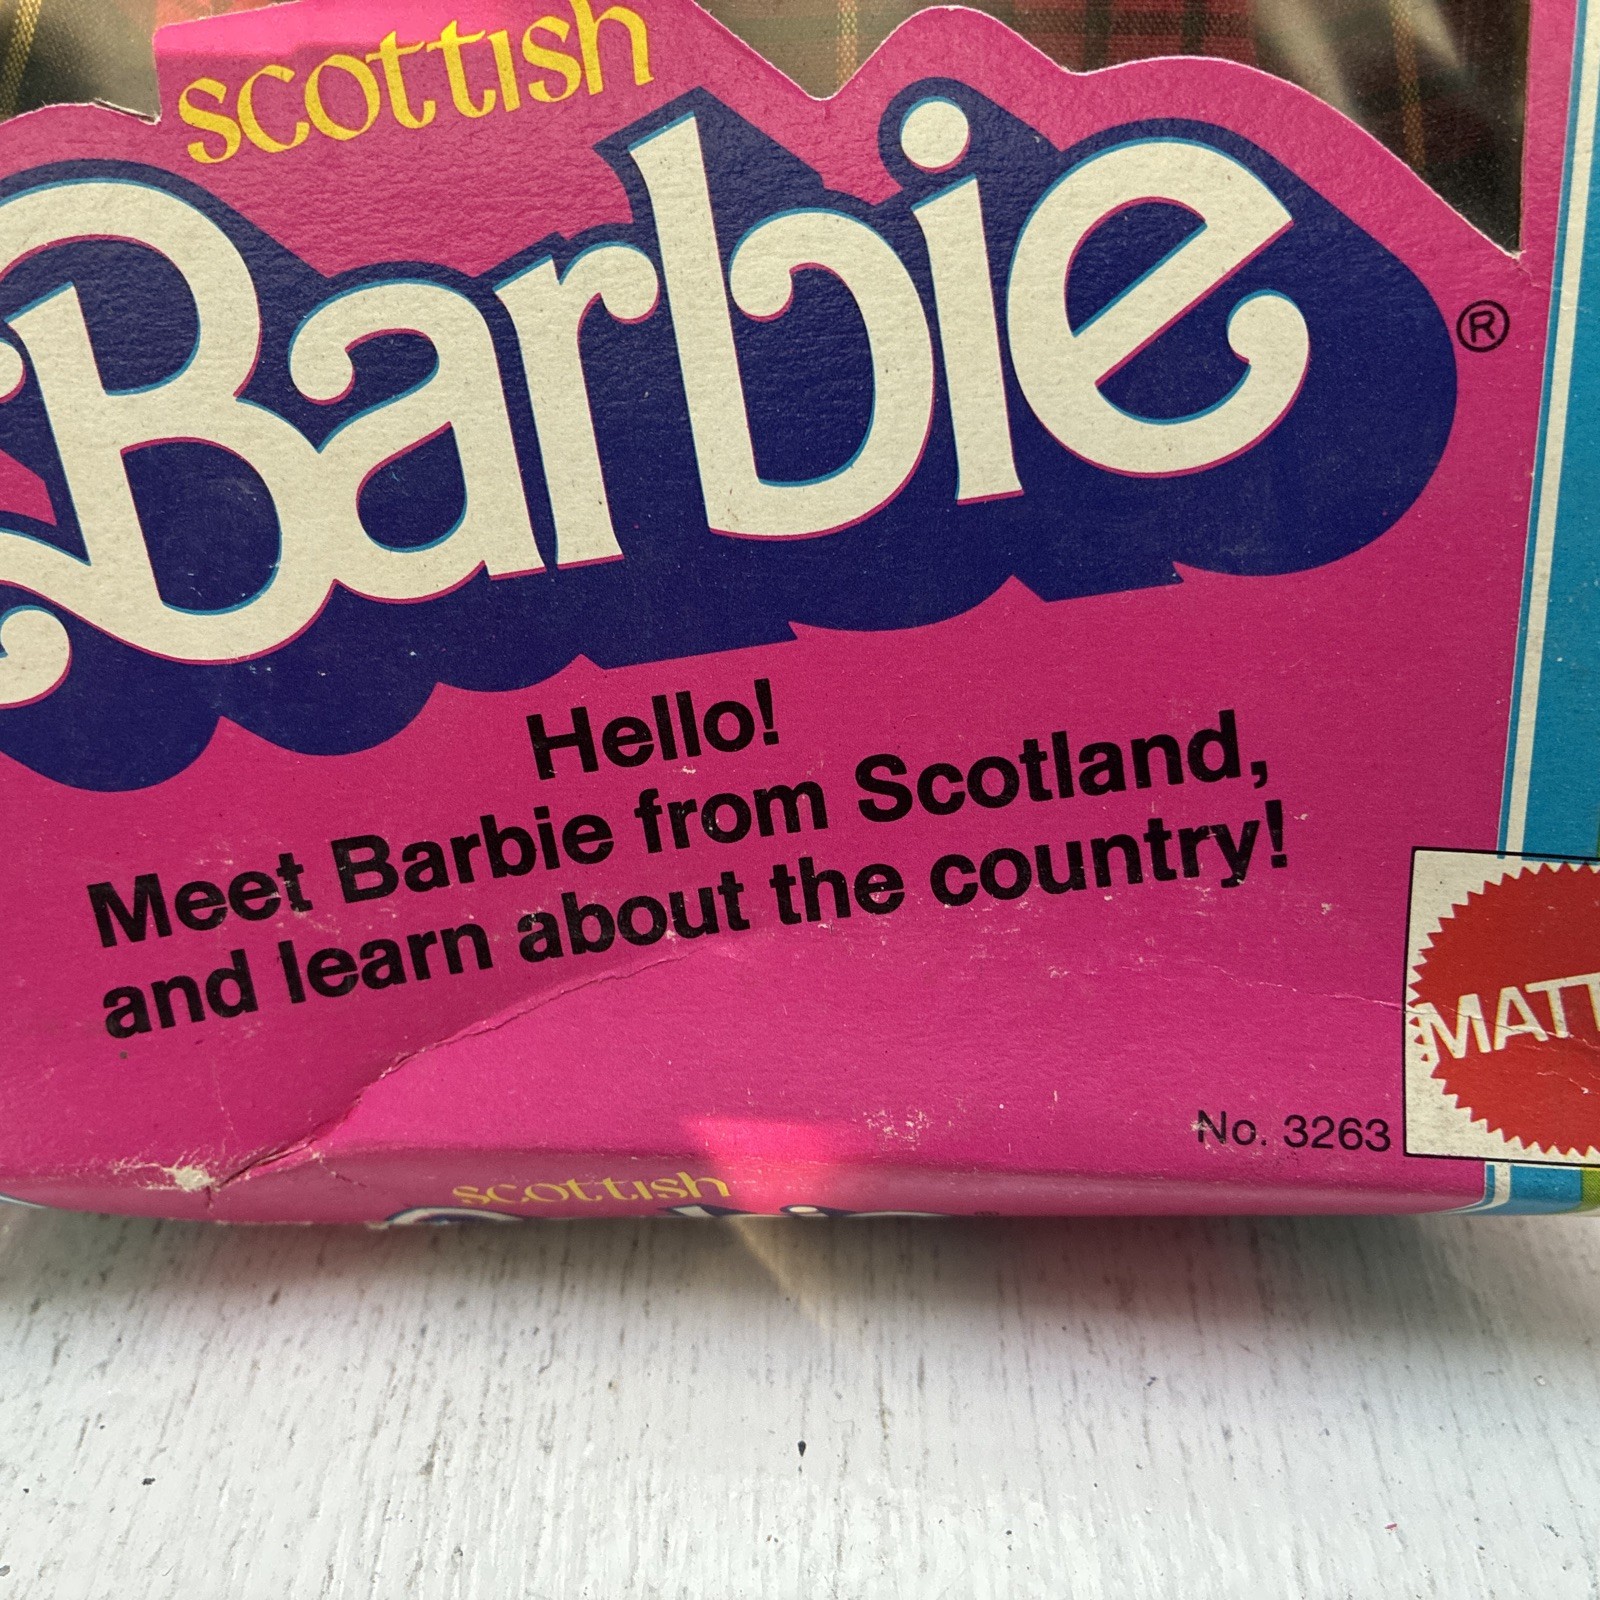 scottish
Barbie®
Hello!
Meet Barbie from Scotland,
and learn about the country!
MATT
No. 3263
scottish